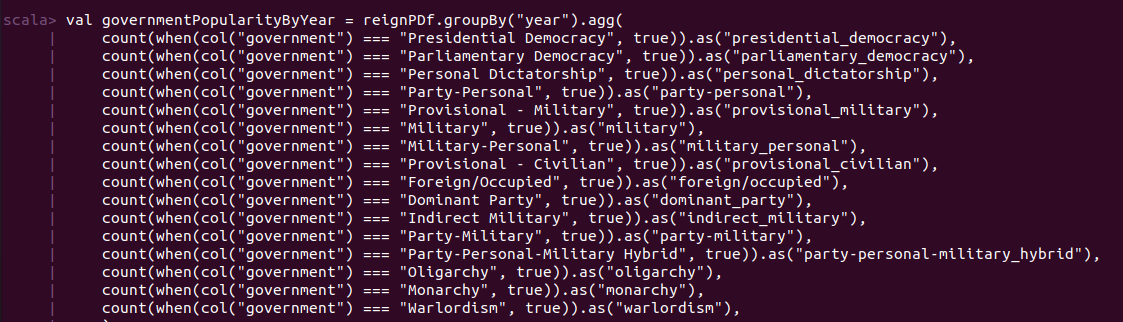 scala> val governmentPopularityByYear = reignPDf.groupBy("year").agg(
| count(when(col("government") === "Presidential Democracy", true)).as("presidential_democracy"),
| count(when(col("government") === "Parliamentary Democracy", true)).as("parliamentary_democracy"),
| count(when(col("government") === "Personal Dictatorship", true)).as("personal_dictatorship"),
| count(when(col("government") === "Party-Personal", true)).as("party-personal"),
| count(when(col("government") === "Provisional - Military", true)).as("provisional_military"),
| count(when(col("government") === "Military", true)).as("military"),
| count(when(col("government") === "Military-Personal", true)).as("military_personal"),
| count(when(col("government") === "Provisional - Civilian", true)).as("provisional_civilian"),
| count(when(col("government") === "Foreign/Occupied", true)).as("foreign/occupied"),
| count(when(col("government") === "Dominant Party", true)).as("dominant_party"),
| count(when(col("government") === "Indirect Military", true)).as("indirect_military"),
| count(when(col("government") === "Party-Military", true)).as("party-military"),
| count(when(col("government") === "Party-Personal-Military Hybrid", true)).as("party-personal-military_hybrid"),
| count(when(col("government") === "Oligarchy", true)).as("oligarchy"),
| count(when(col("government") === "Monarchy", true)).as("monarchy"),
| count(when(col("government") === "Warlordism", true)).as("warlordism"),
| )